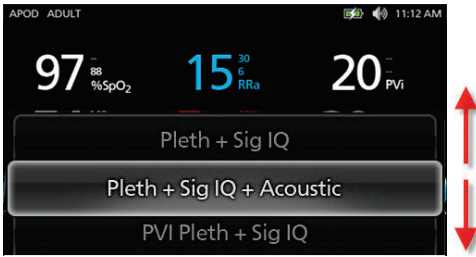 APOD ADULT 11:12 AM
97 88 %SpO2 15 30 6 RRa 20 PVi
Pleth + Sig IQ
Pleth + Sig IQ + Acoustic
PVI Pleth + Sig IQ